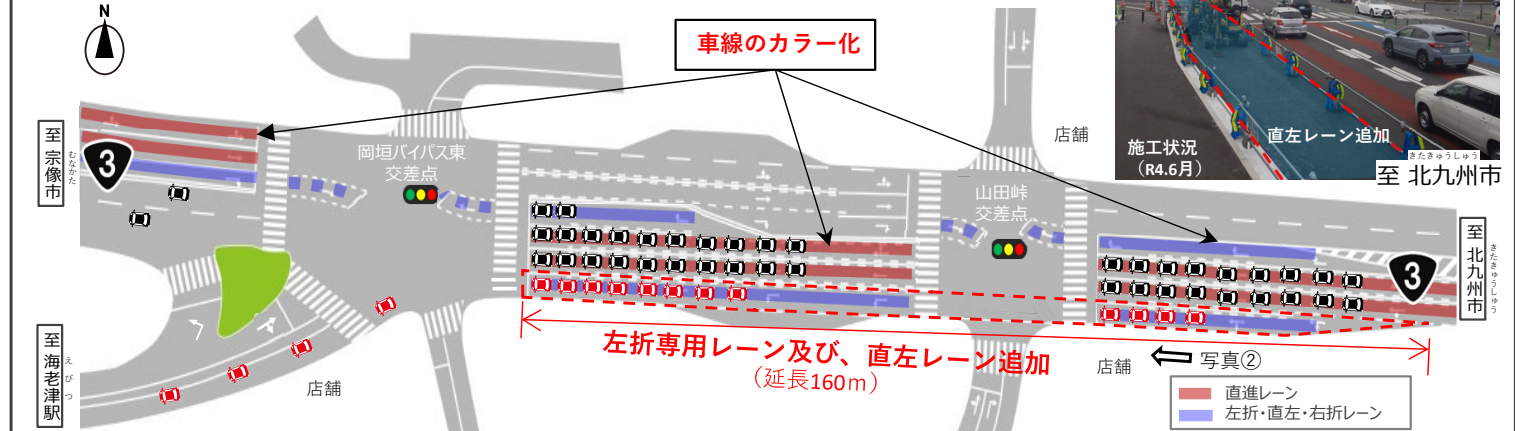 N
車線のカラー化
至 宗像市
むなかた
3
岡垣バイパス東
交差点
山田峠
交差点
店舗
施工状況
（R4.6月）
直左レーン追加
きたきゅうしゅう
至 北九州市
至 北九州市
きたきゅうしゅう
3
至 海老津駅
えびつ
店舗
左折専用レーン及び、直左レーン追加
（延長160ｍ）
店舗
写真②
直進レーン
左折・直左・右折レーン